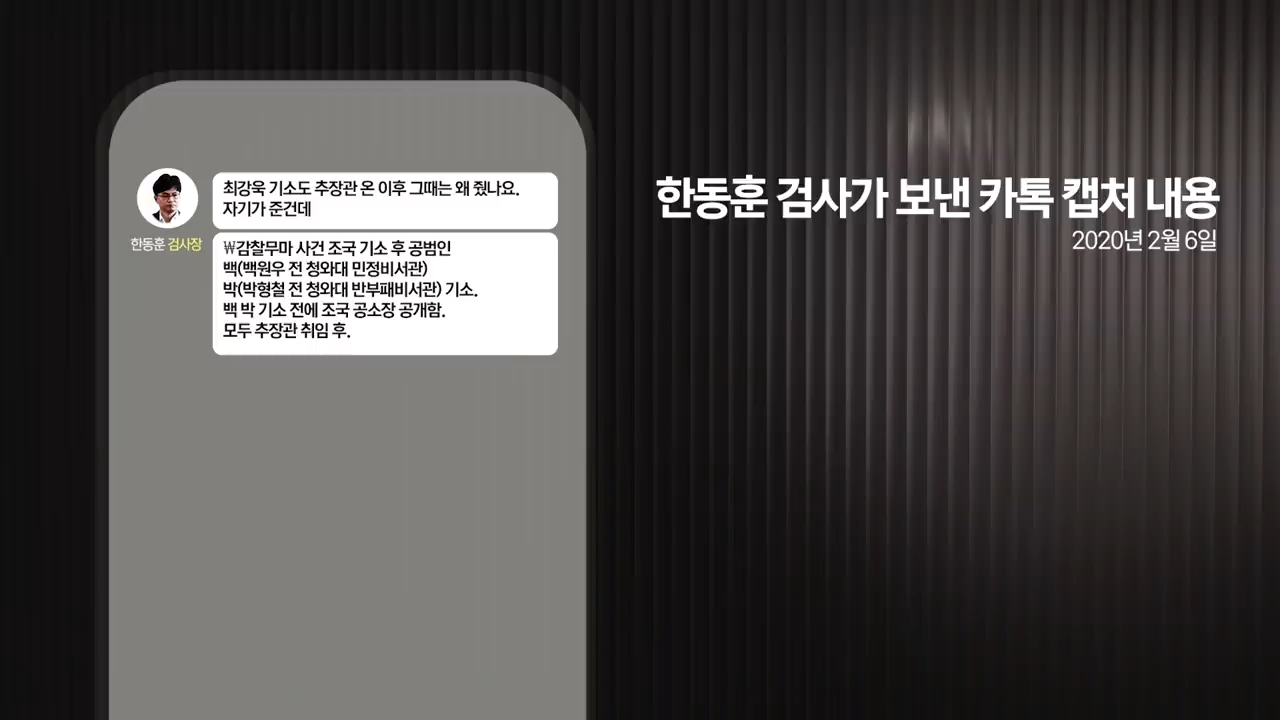 한동훈 검사가 보낸 카톡 캡처 내용
2020년 2월 6일
최강욱 기소도 추장관 온 이후 그때는 왜 줬나요.
자기가 준건데
한동훈 검사장
₩감찰무마 사건 조국 기소 후 공범인
백(백원우 전 청와대 민정비서관)
박(박형철 전 청와대 반부패비서관) 기소.
백 박 기소 전에 조국 공소장 공개함.
모두 추장관 취임 후.